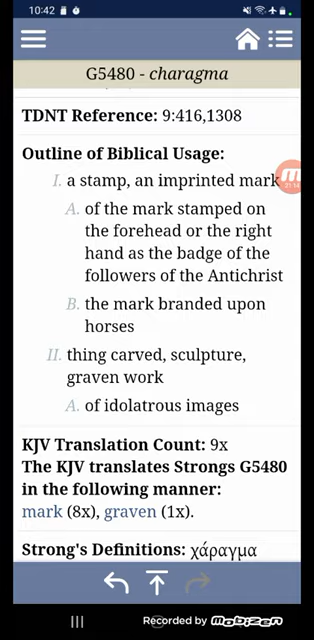 10:42
G5480 - charagma
TDNT Reference: 9:416,1308
Outline of Biblical Usage:
I. a stamp, an imprinted mark
21:14
A. of the mark stamped on
the forehead or the right
hand as the badge of the
followers of the Antichrist
B. the mark branded upon
horses
II. thing carved, sculpture,
graven work
A. of idolatrous images
KJV Translation Count: 9x
The KJV translates Strongs G5480
in the following manner:
mark (8x), graven (1x).
Strong's Definitions: χάραγμα
Recorded by mobizen